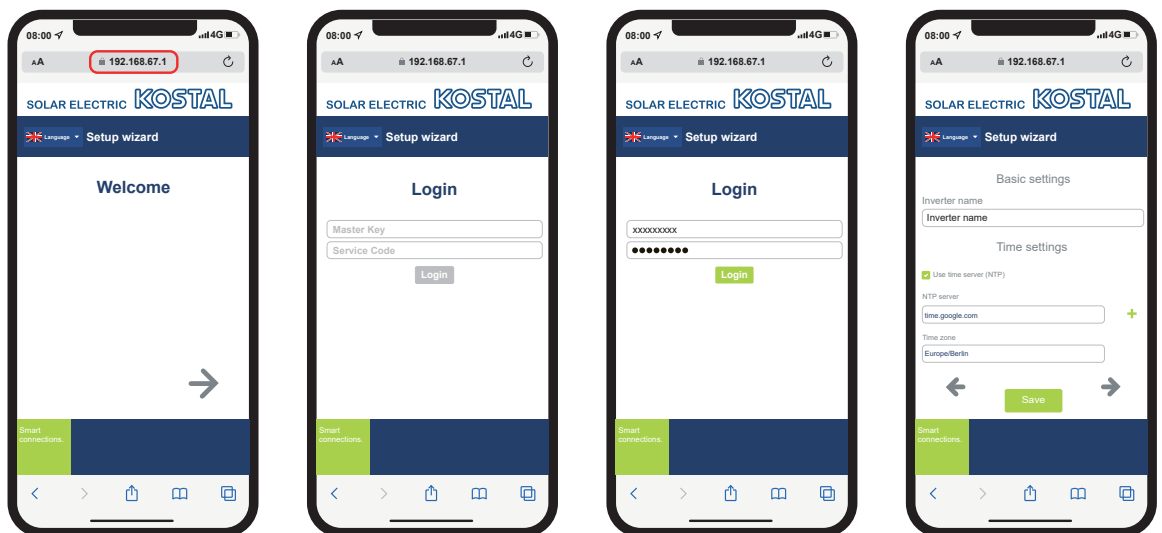 08:00 4G
AA 192.168.67.1
SOLAR ELECTRIC KOSTAL
Language Setup wizard
Welcome
Smart
connections.
08:00 4G
AA 192.168.67.1
SOLAR ELECTRIC KOSTAL
Language Setup wizard
Login
Master Key
Service Code
Login
Smart
connections.
08:00 4G
AA 192.168.67.1
SOLAR ELECTRIC KOSTAL
Language Setup wizard
Login
xxxxxxxxx
●●●●●●●●
Login
Smart
connections.
08:00 4G
AA 192.168.67.1
SOLAR ELECTRIC KOSTAL
Language Setup wizard
Basic settings
Inverter name
Inverter name
Time settings
Use time server (NTP)
NTP server
time.google.com
+
Time zone
Europe/Berlin
Save
Smart
connections.